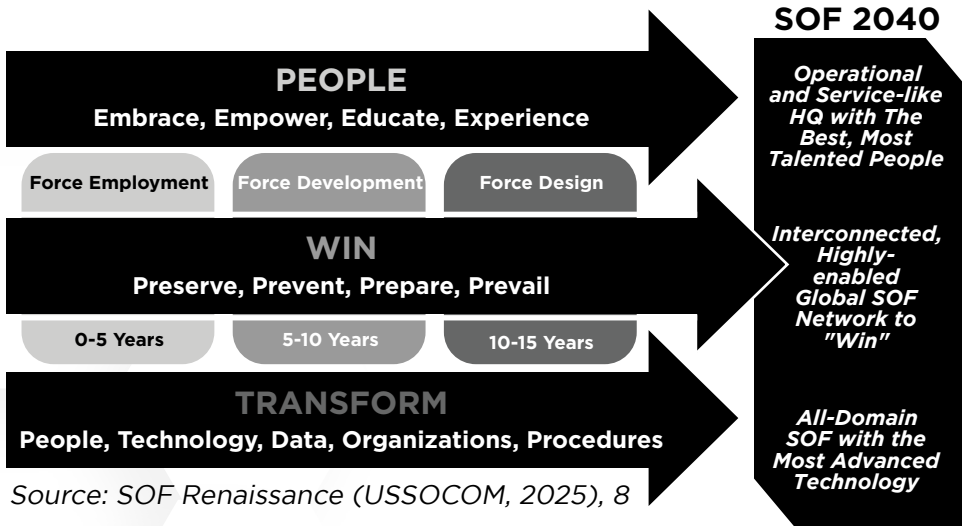 SOF 2040
PEOPLE
Embrace, Empower, Educate, Experience
Operational
and Service-like
HQ with The
Best, Most
Talented People
Force Employment
Force Development
Force Design
WIN
Preserve, Prevent, Prepare, Prevail
Interconnected,
Highly-
enabled
Global SOF
Network to
"Win"
0-5 Years
5-10 Years
10-15 Years
TRANSFORM
People, Technology, Data, Organizations, Procedures
All-Domain
SOF with the
Most Advanced
Technology
Source: SOF Renaissance (USSOCOM, 2025), 8